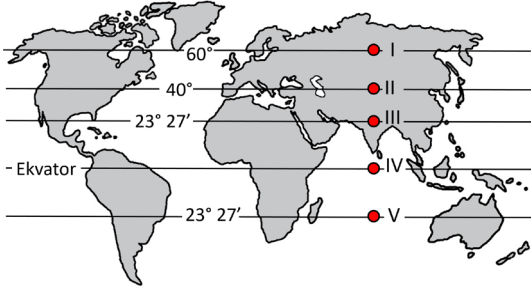 60° I
40° II
23° 27′ III
Ekvator IV
23° 27′ V